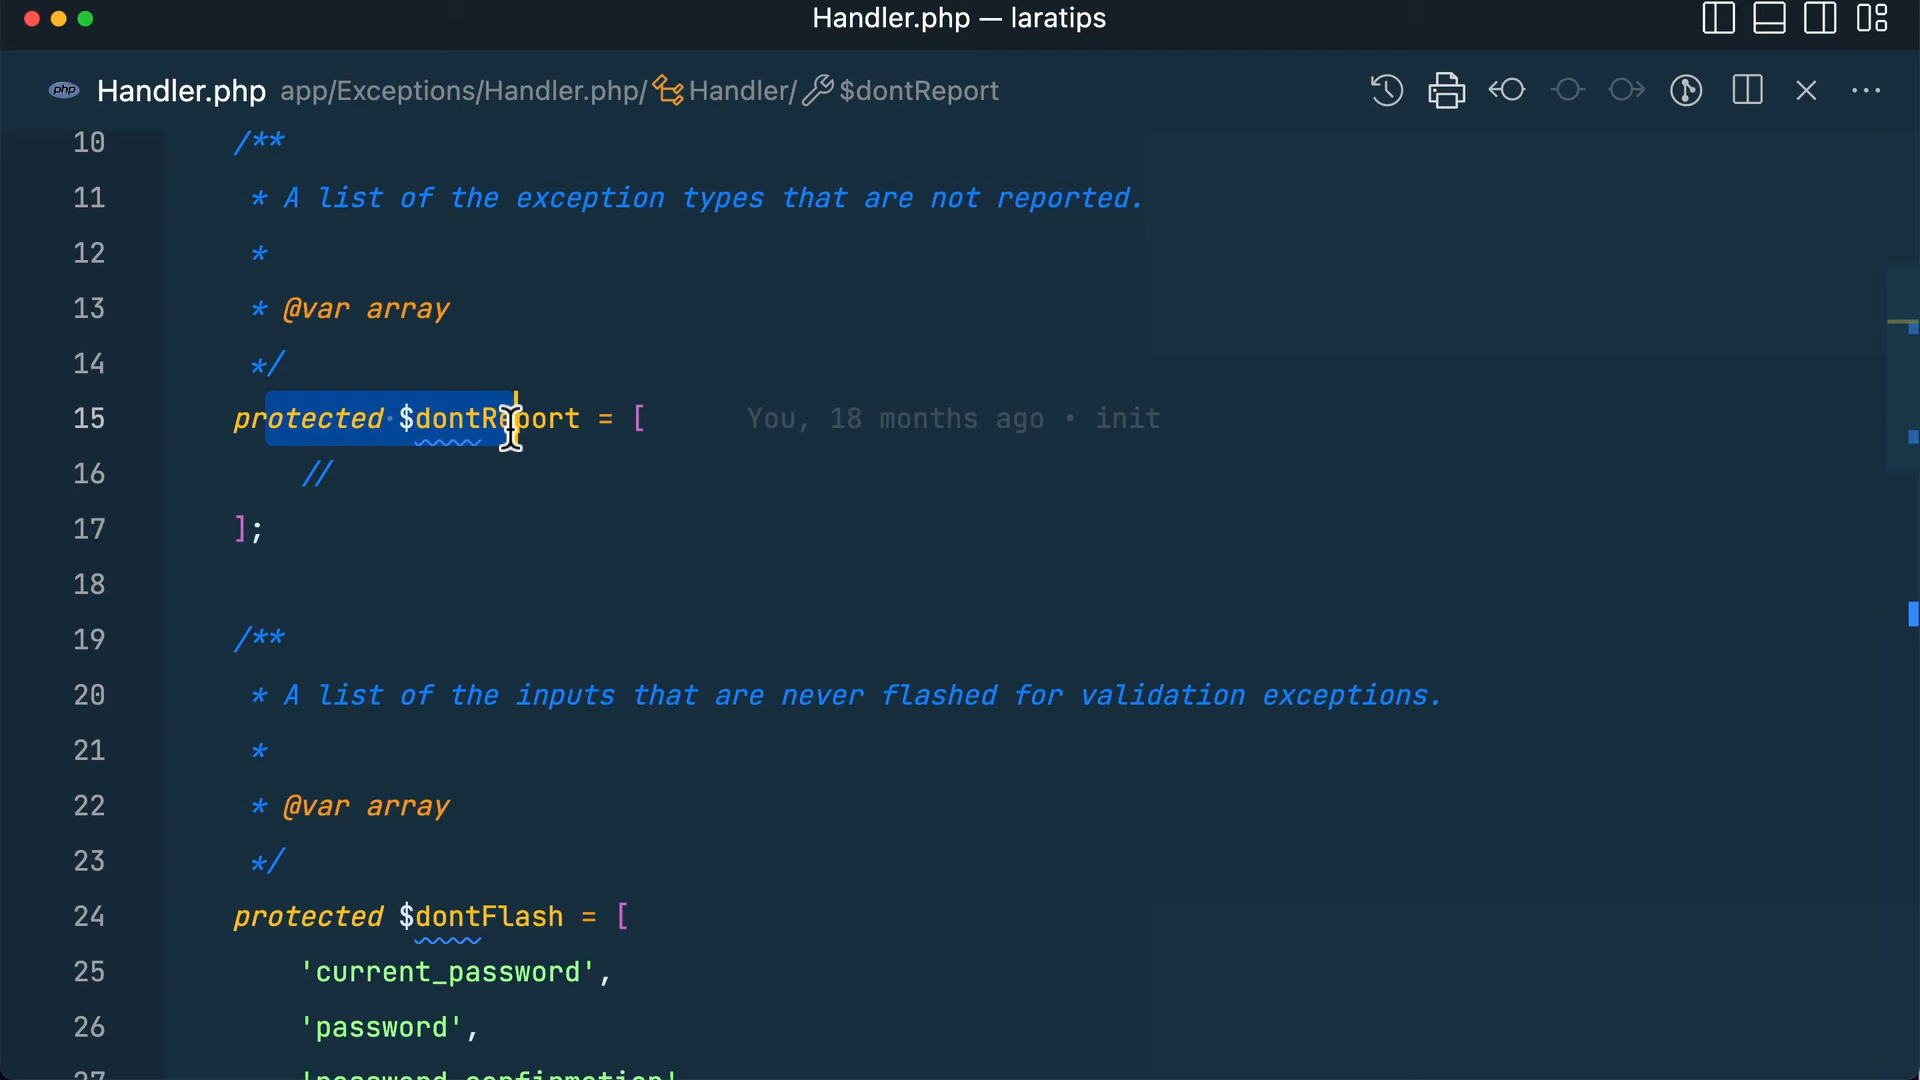 Handler.php — laratips
php Handler.php app/Exceptions/Handler.php/ Handler/ $dontReport
10 /**
11 * A list of the exception types that are not reported.
12 *
13 * @var array
14 */
15 protected $dontReport = [ You, 18 months ago • init
16 //
17 ];
18
19 /**
20 * A list of the inputs that are never flashed for validation exceptions.
21 *
22 * @var array
23 */
24 protected $dontFlash = [
25 'current_password',
26 'password',
27 'password_confirmation',